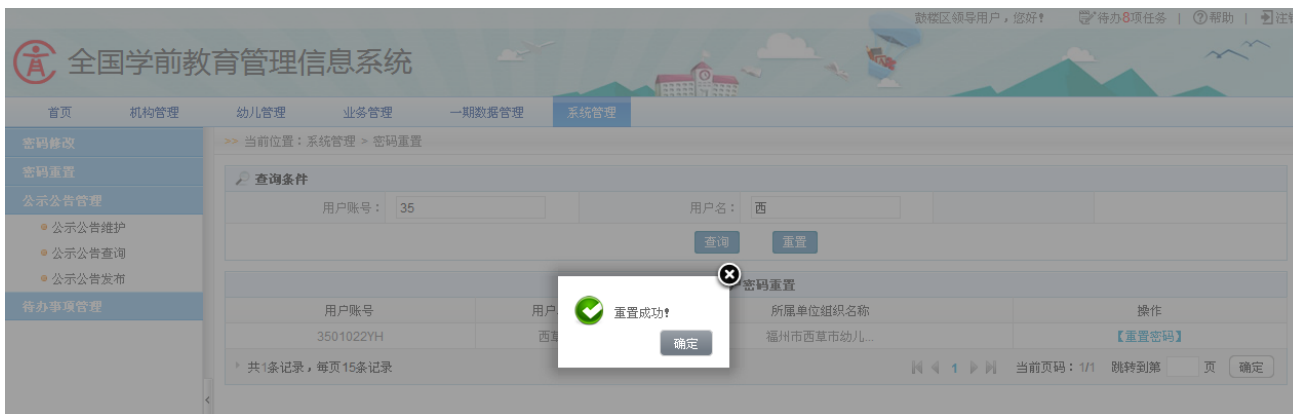 鼓楼区领导用户，您好！ 待办8项任务 | 帮助 | 注
全国学前教育管理信息系统
首页 机构管理 幼儿管理 业务管理 一期数据管理 系统管理
密码修改
密码重置
公示公告管理
公示公告维护
公示公告查询
公示公告发布
待办事项管理
>> 当前位置：系统管理 > 密码重置
查询条件
用户账号： 35 用户名： 西
查询 重置
密码重置
用户账号 用户 所属单位组织名称 操作
3501022YH 西草 福州市西草市幼儿... 【重置密码】
共1条记录，每页15条记录 1 当前页码：1/1 跳转到第 页 确定
重置成功！
确定